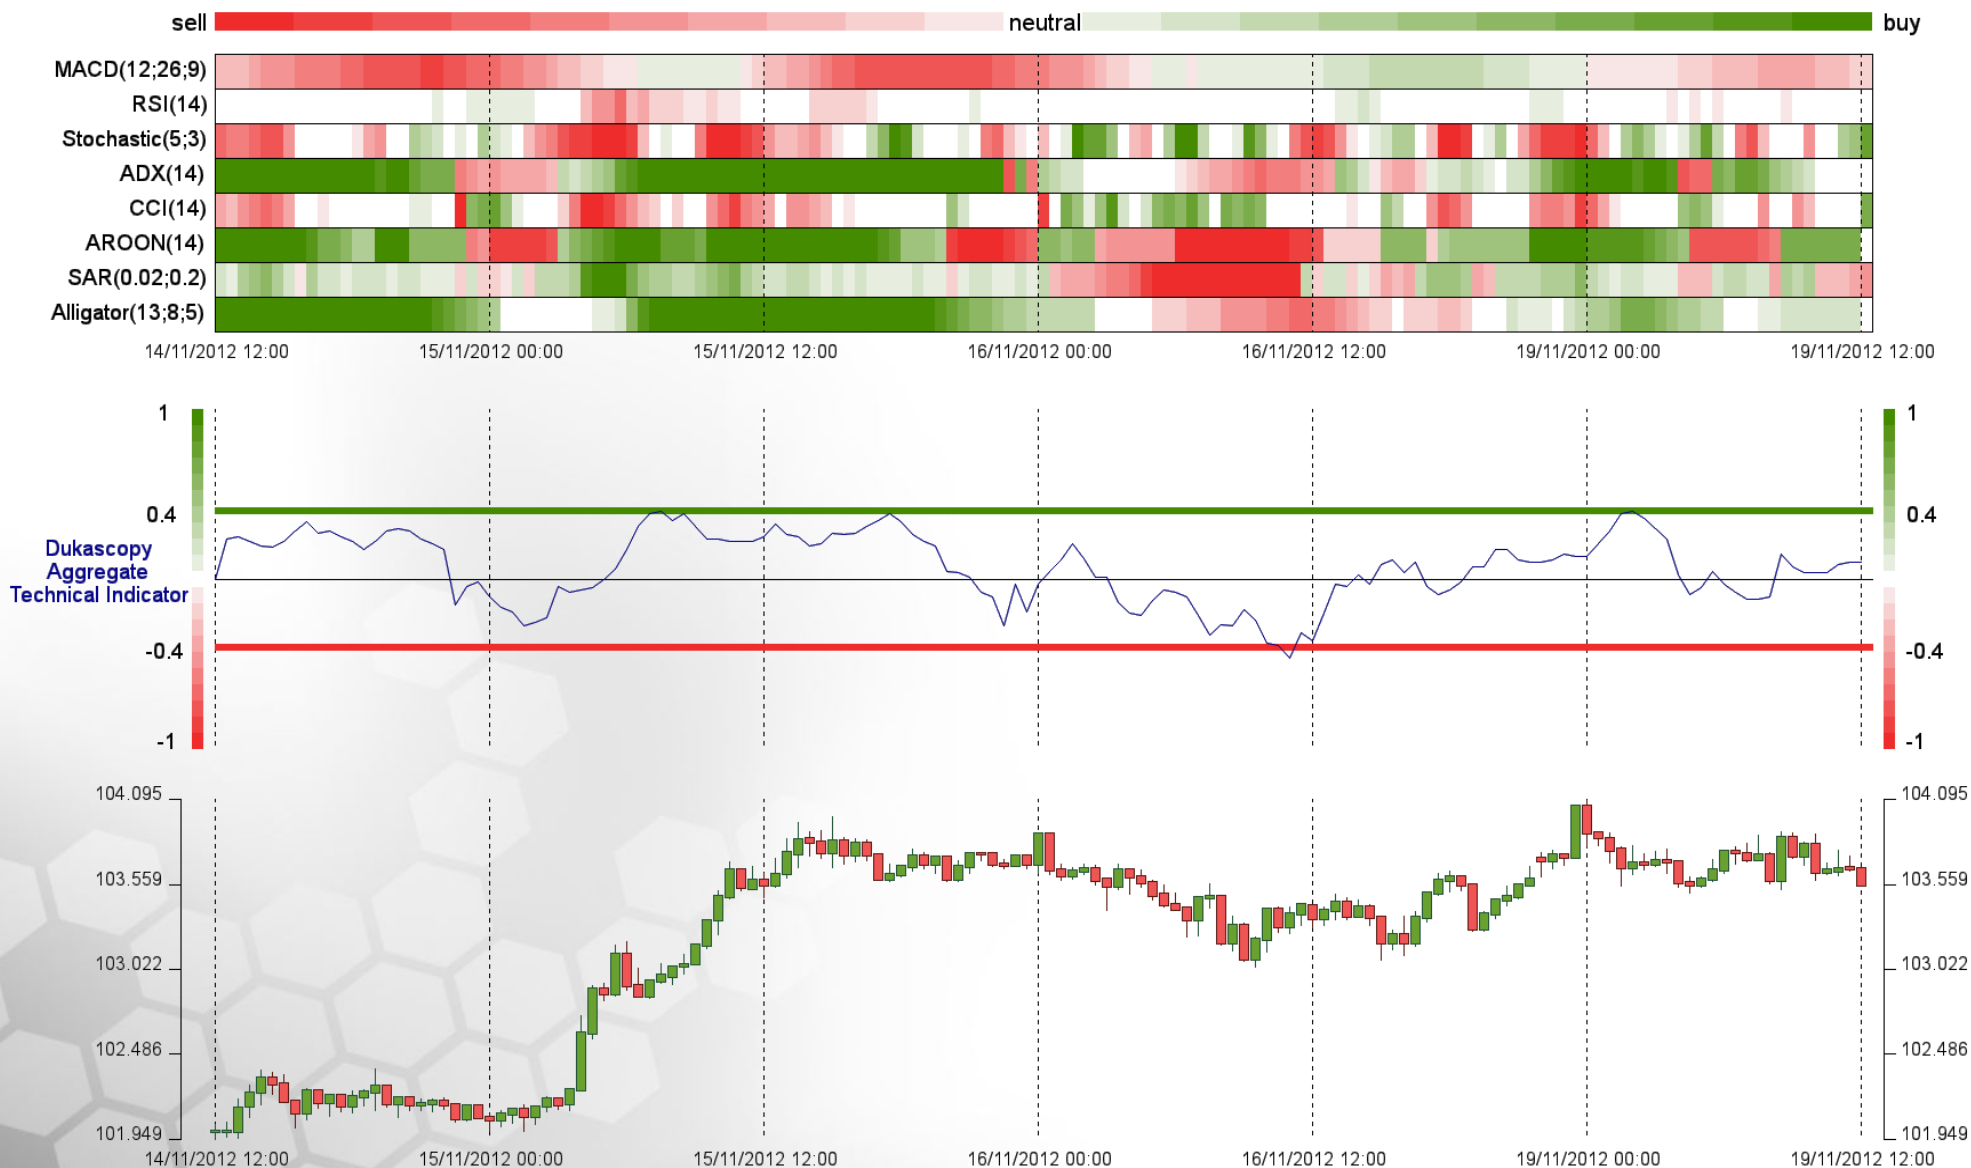 sell neutral buy
MACD(12;26;9)
RSI(14)
Stochastic(5;3)
ADX(14)
CCI(14)
AROON(14)
SAR(0.02;0.2)
Alligator(13;8;5)
14/11/2012 12:00 15/11/2012 00:00 15/11/2012 12:00 16/11/2012 00:00 16/11/2012 12:00 19/11/2012 00:00 19/11/2012 12:00
1 1
0.4 0.4
Dukascopy
Aggregate
Technical Indicator
-0.4 -0.4
-1 -1
104.095 104.095
103.559 103.559
103.022 103.022
102.486 102.486
101.949 101.949
14/11/2012 12:00 15/11/2012 00:00 15/11/2012 12:00 16/11/2012 00:00 16/11/2012 12:00 19/11/2012 00:00 19/11/2012 12:00